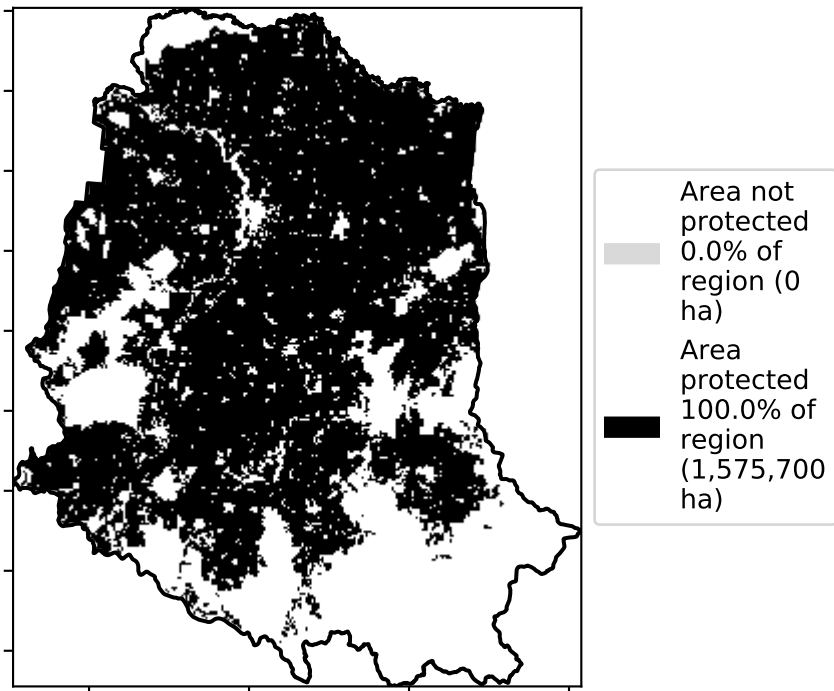 Area not
protected
0.0% of
region (0
ha)
Area
protected
100.0% of
region
(1,575,700
ha)